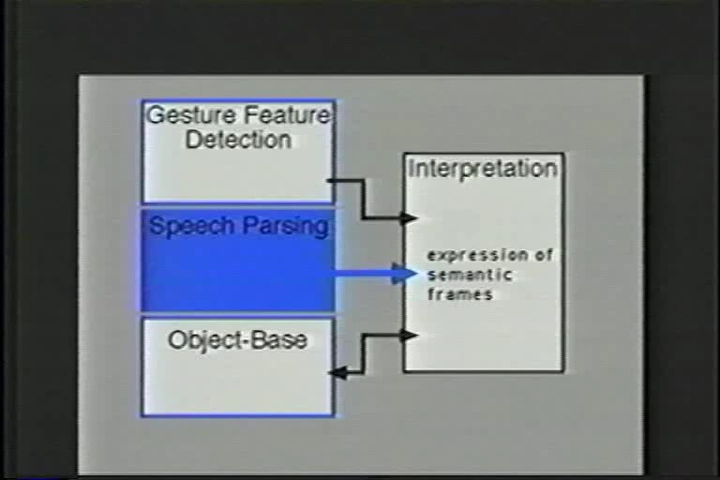 Gesture Feature
Detection
Speech Parsing
Object-Base
Interpretation
expression of
semantic
frames